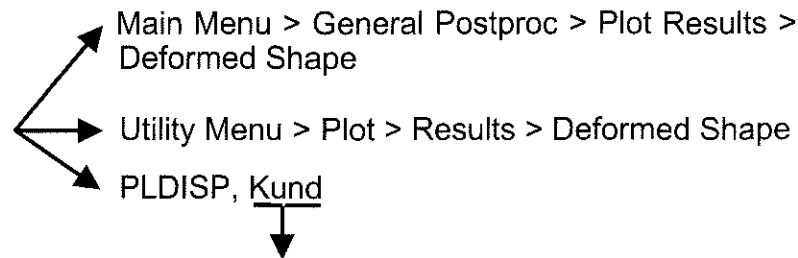 Main Menu > General Postproc > Plot Results >
Deformed Shape
Utility Menu > Plot > Results > Deformed Shape
PLDISP, Kund